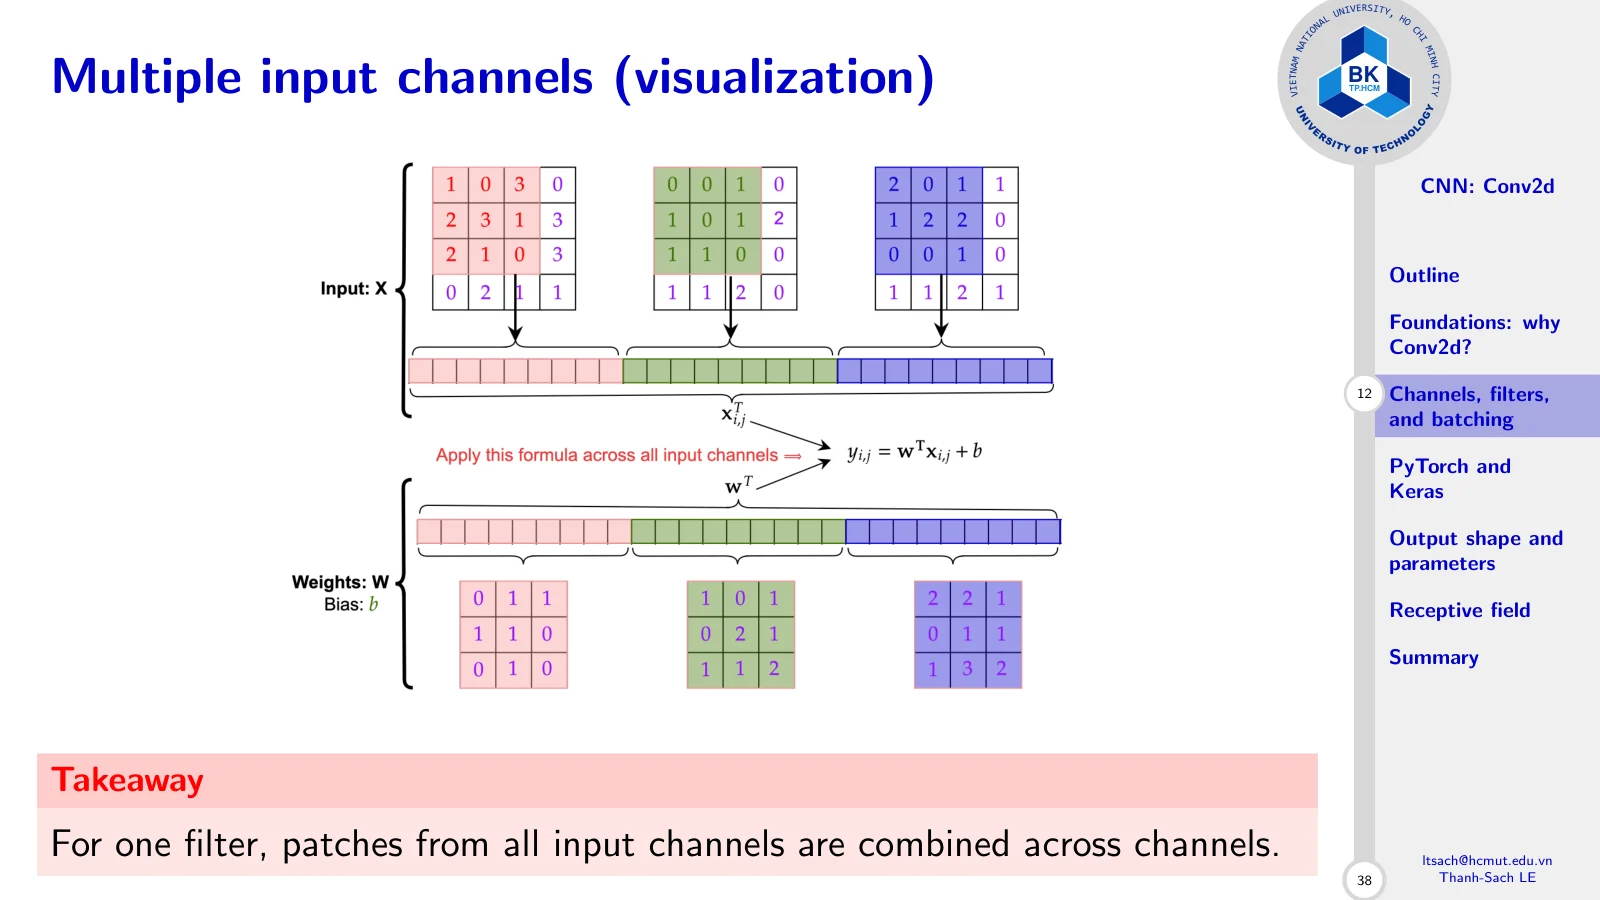 Multiple input channels (visualization)
VIETNAM NATIONAL UNIVERSITY, HO CHI MINH CITY
BK
TP.HCM
UNIVERSITY OF TECHNOLOGY
1 0 3 0 0 0 1 0 2 0 1 1
2 3 1 3 1 0 1 2 1 2 2 0
2 1 0 3 1 1 0 0 0 0 1 0
Input: X
0 2 1 1 1 1 2 0 1 1 2 1
x_{i,j}^T
Apply this formula across all input channels ⟹ y_{i,j} = w^T x_{i,j} + b
w^T
Weights: W
Bias: b
0 1 1 1 0 1 2 2 1
1 1 0 0 2 1 0 1 1
0 1 0 1 1 2 1 3 2
Takeaway
For one filter, patches from all input channels are combined across channels.
CNN: Conv2d
Outline
Foundations: why
Conv2d?
12
Channels, filters,
and batching
PyTorch and
Keras
Output shape and
parameters
Receptive field
Summary
ltsach@hcmut.edu.vn
Thanh-Sach LE
38